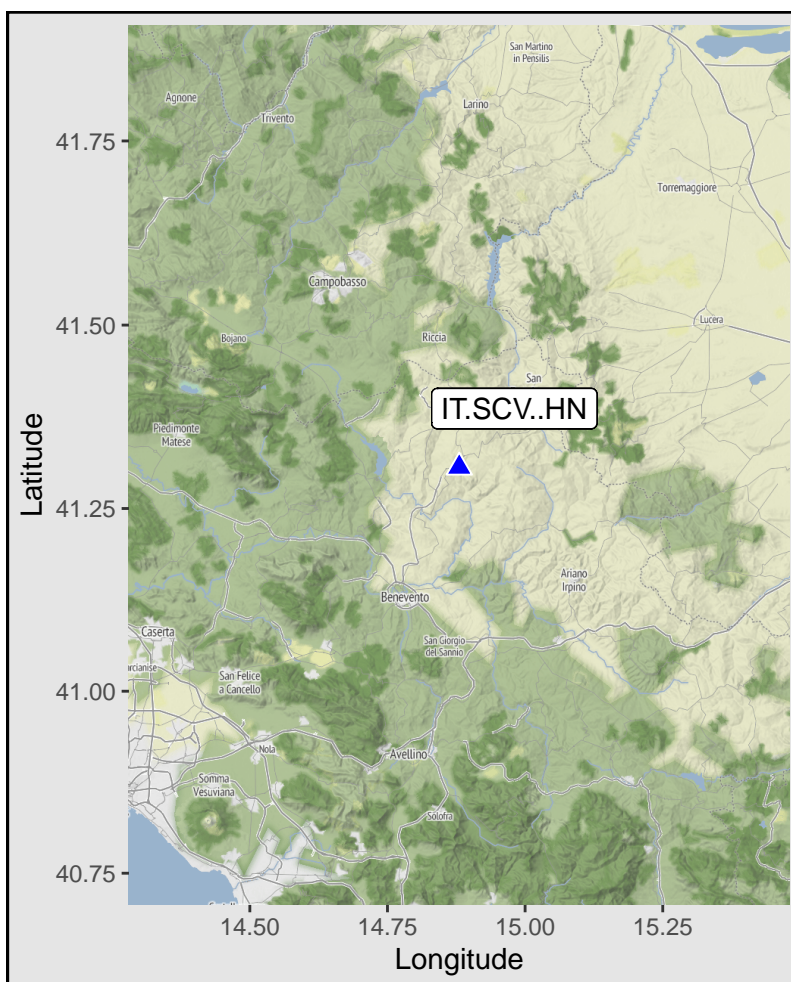 San Martino
in Pensilis
Agnone
Larino
Trivento
41.75
Torremaggiore
Campobasso
41.50
Lucera
Bojano
Riccia
San
IT.SCV..HN
Piedimonte
Matese
Latitude
41.25
Ariano
Irpino
Benevento
Caserta
San Giorgio
del Sannio
San Felice
a Cancello
41.00
Nola
Avellino
Somma
Vesuviana
Solofra
40.75
14.50
14.75
15.00
15.25
Longitude